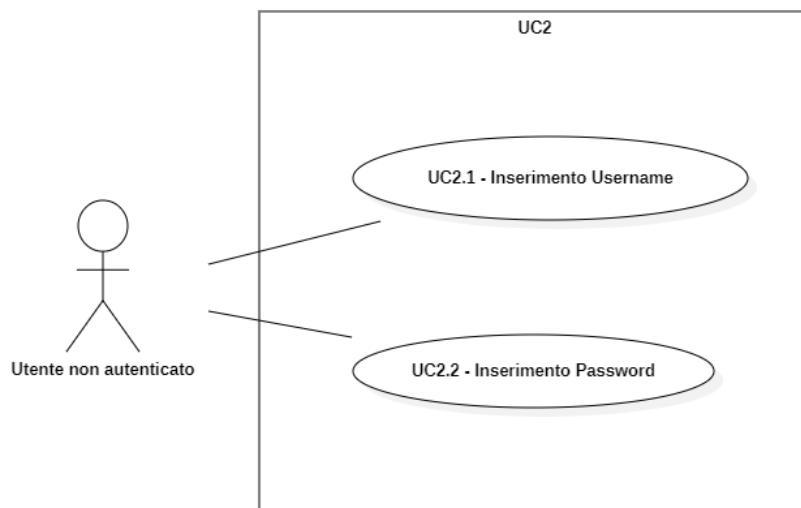 UC2
UC2.1 - Inserimento Username
Utente non autenticato
UC2.2 - Inserimento Password